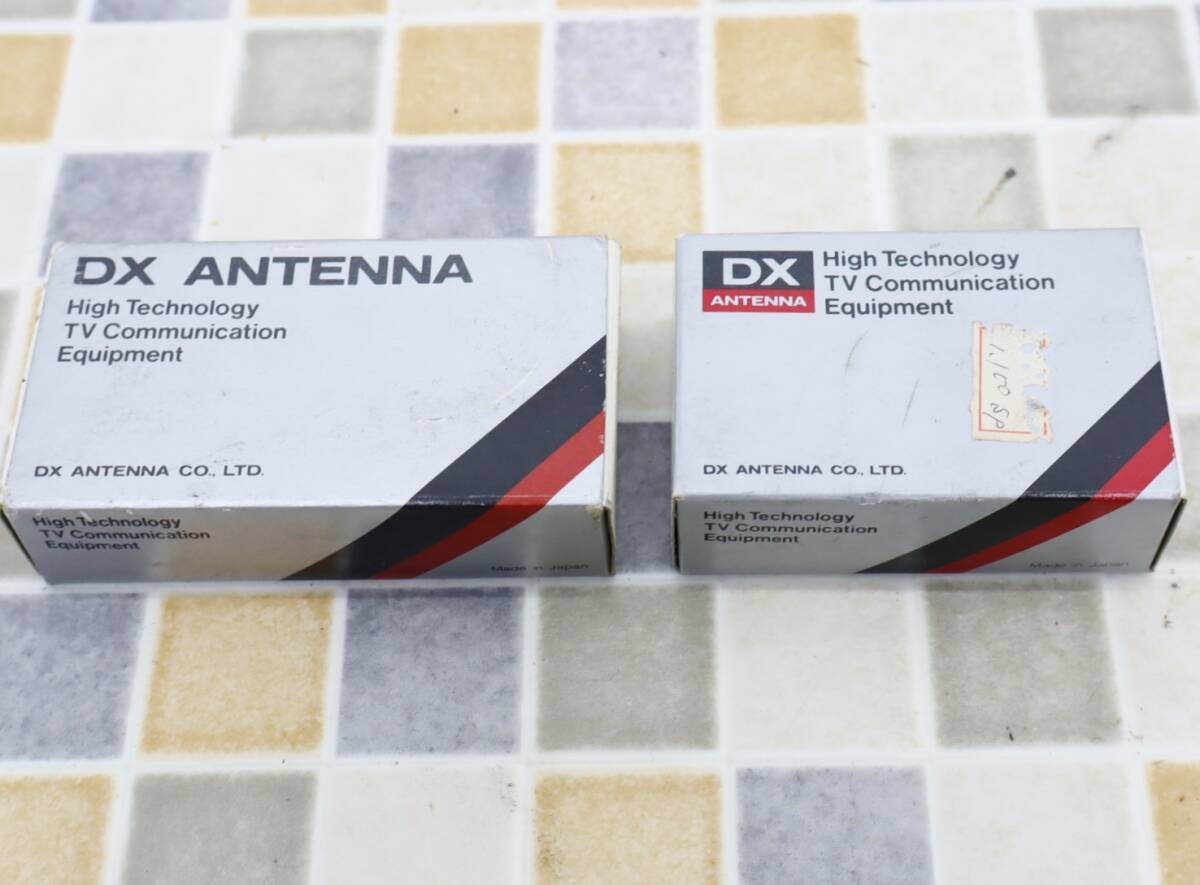 DX ANTENNA
High Technology
TV Communication
Equipment
DX ANTENNA CO., LTD.
High Technology
TV Communication
Equipment
Made in Japan
DX
ANTENNA
High Technology
TV Communication
Equipment
DX ANTENNA CO., LTD.
High Technology
TV Communication
Equipment
Made in Japan